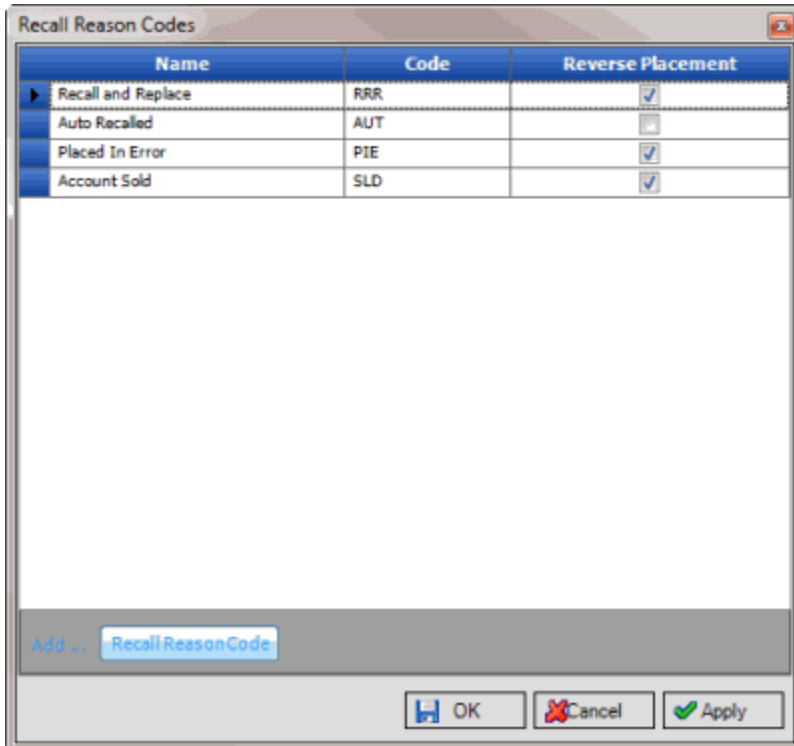 Recall Reason Codes
Name Code Reverse Placement
Recall and Replace RRR
Auto Recalled AUT
Placed In Error PIE
Account Sold SLD
Add ... Recall Reason Code
OK Cancel Apply